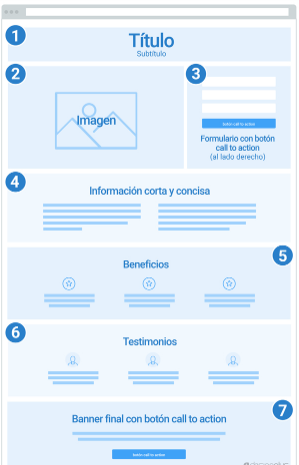 1
Título
Subtítulo
2
Imagen
3
botón call to action
Formulario con botón
call to action
(al lado derecho)
4
Información corta y concisa
5
Beneficios
6
Testimonios
7
Banner final con botón call to action
botón call to action